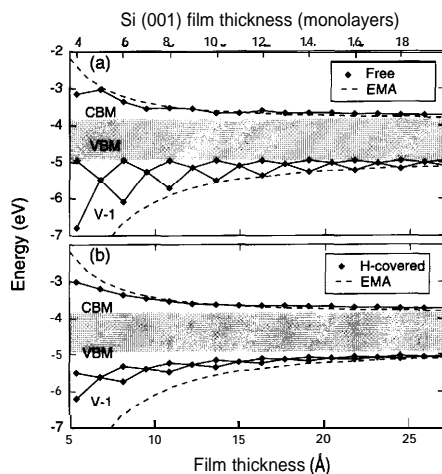 Si (001) film thickness (monolayers)
4 6 8 10 12 14 16 18
-2
(a)
Free
EMA
-3
CBM
-4
VBM
-5
-6
V-1
-7
Energy (eV)
(b)
H-covered
EMA
-3
CBM
-4
VBM
-5
-6
V-1
-7
5 10 15 20 25
Film thickness (Å)